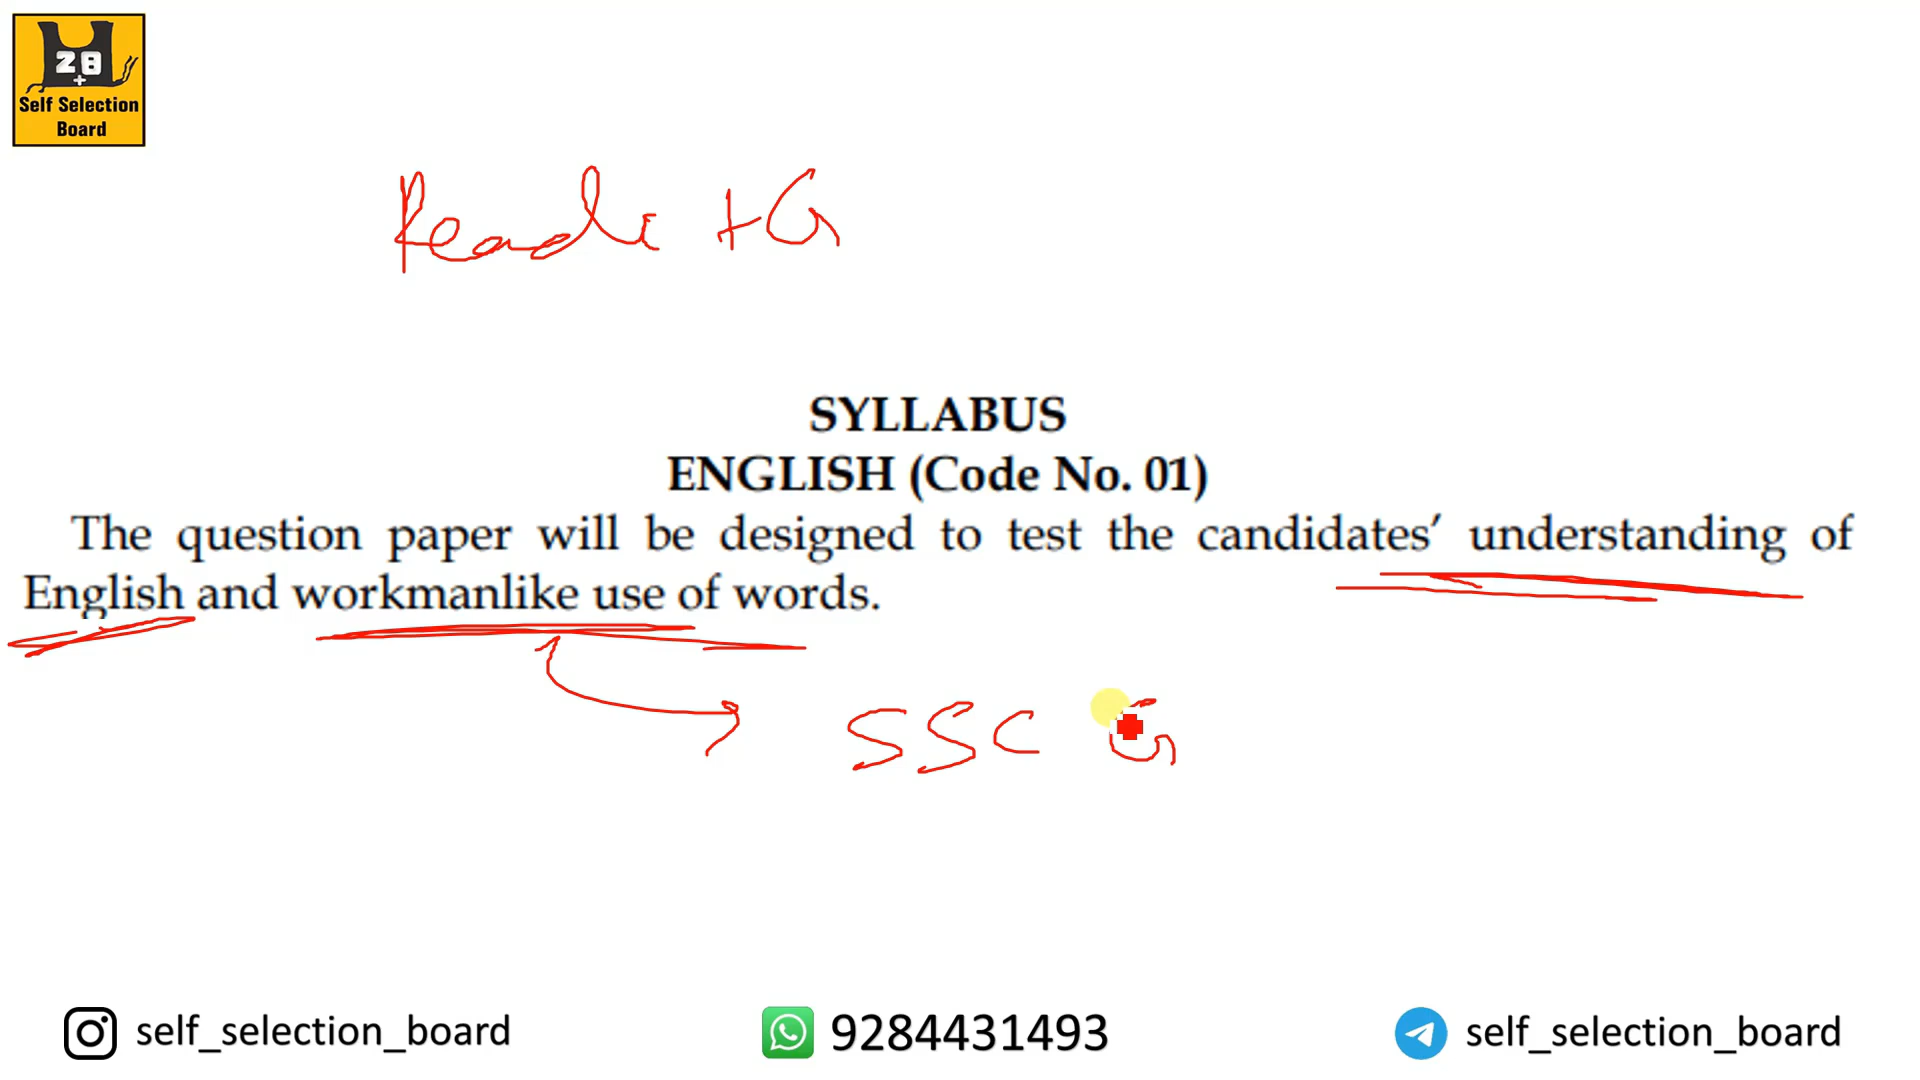 28
+
Self Selection
Board
+G
SYLLABUS
ENGLISH (Code No. 01)
The question paper will be designed to test the candidates’ understanding of
English and workmanlike use of words.
SSC G
self_selection_board
9284431493
self_selection_board